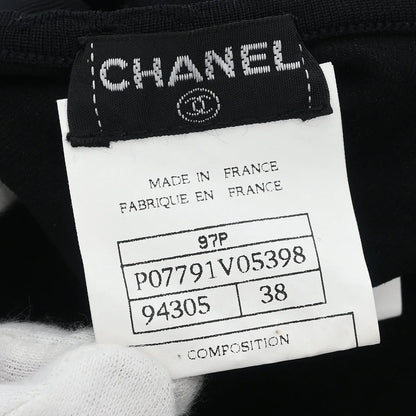 CHANEL
MADE IN FRANCE
FABRIQUE EN FRANCE
97P
P07791V05398
94305 38
COMPOSITION